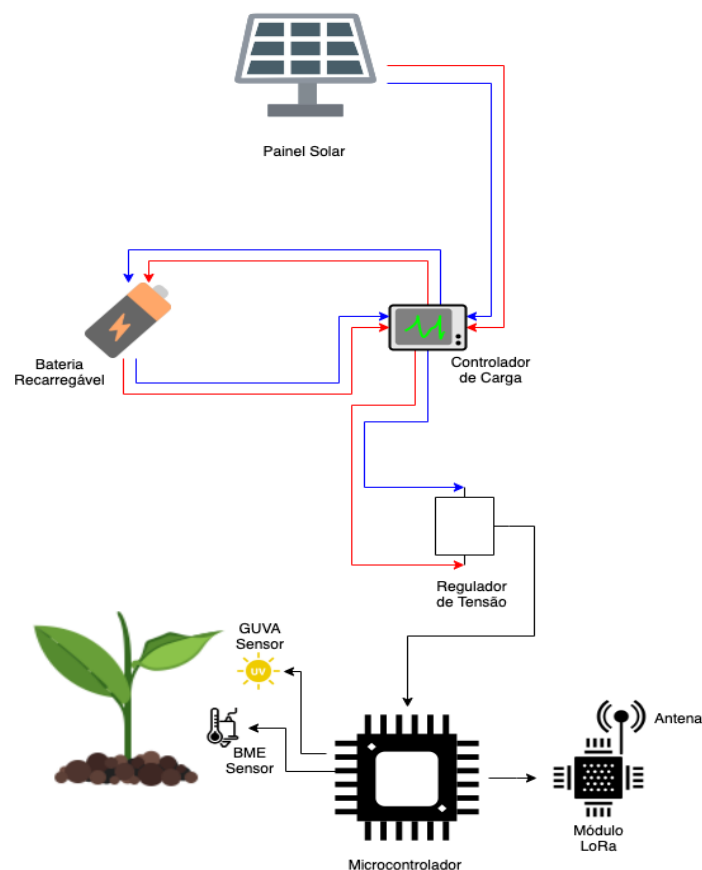 Painel Solar
Bateria
Recarregável
Controlador
de Carga
Regulador
de Tensão
GUVA
Sensor
UV
BME
Sensor
Antena
Módulo
LoRa
Microcontrolador